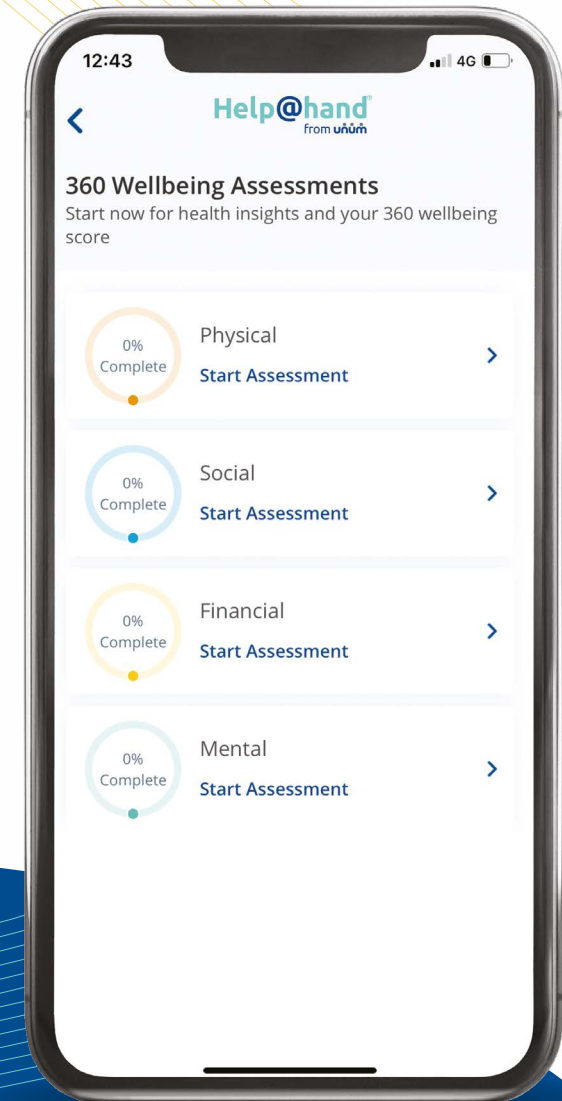 12:43
4G
Help@hand®
from unum
360 Wellbeing Assessments
Start now for health insights and your 360 wellbeing
score
0%
Complete
Physical
Start Assessment
0%
Complete
Social
Start Assessment
0%
Complete
Financial
Start Assessment
0%
Complete
Mental
Start Assessment